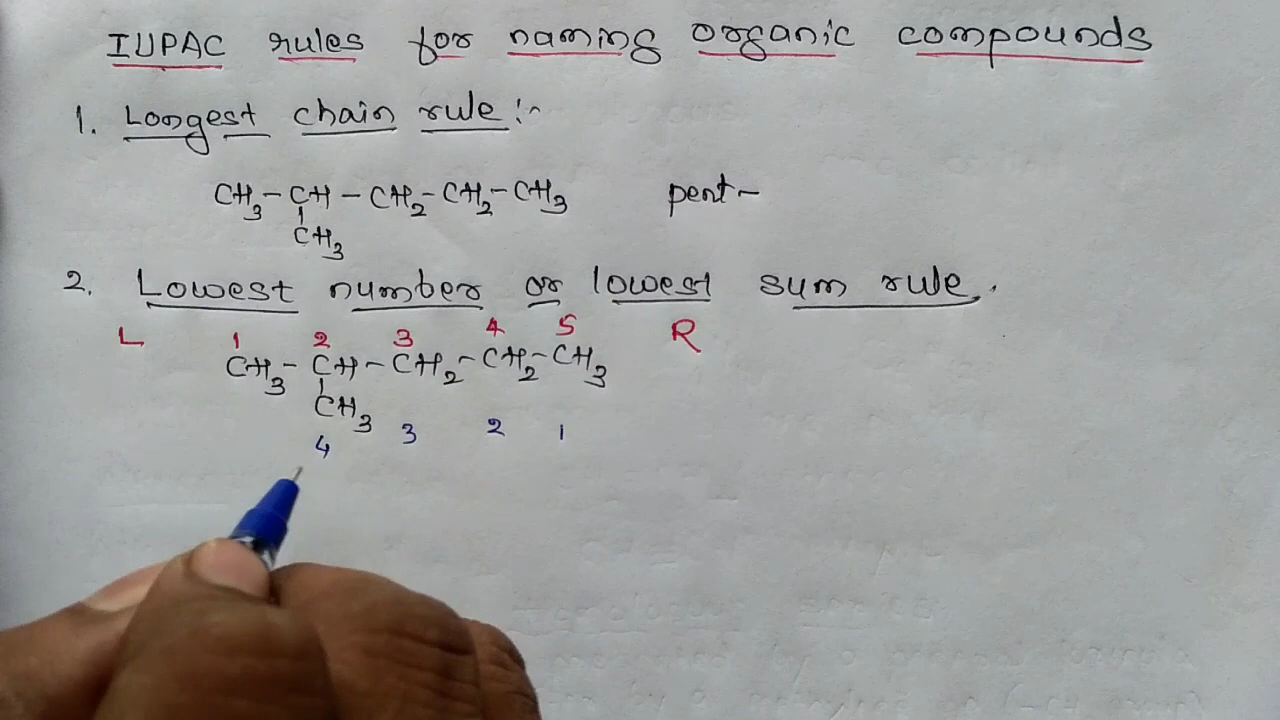 IUPAC rules for naming organic compounds
1. Longest chain rule :-
CH3 - CH - CH2 - CH2 - CH3 pent-
CH3
2. Lowest number or lowest sum rule.
L 1 2 3 4 5 R
CH3 - CH - CH2 - CH2 - CH3
CH3
4 3 2 1